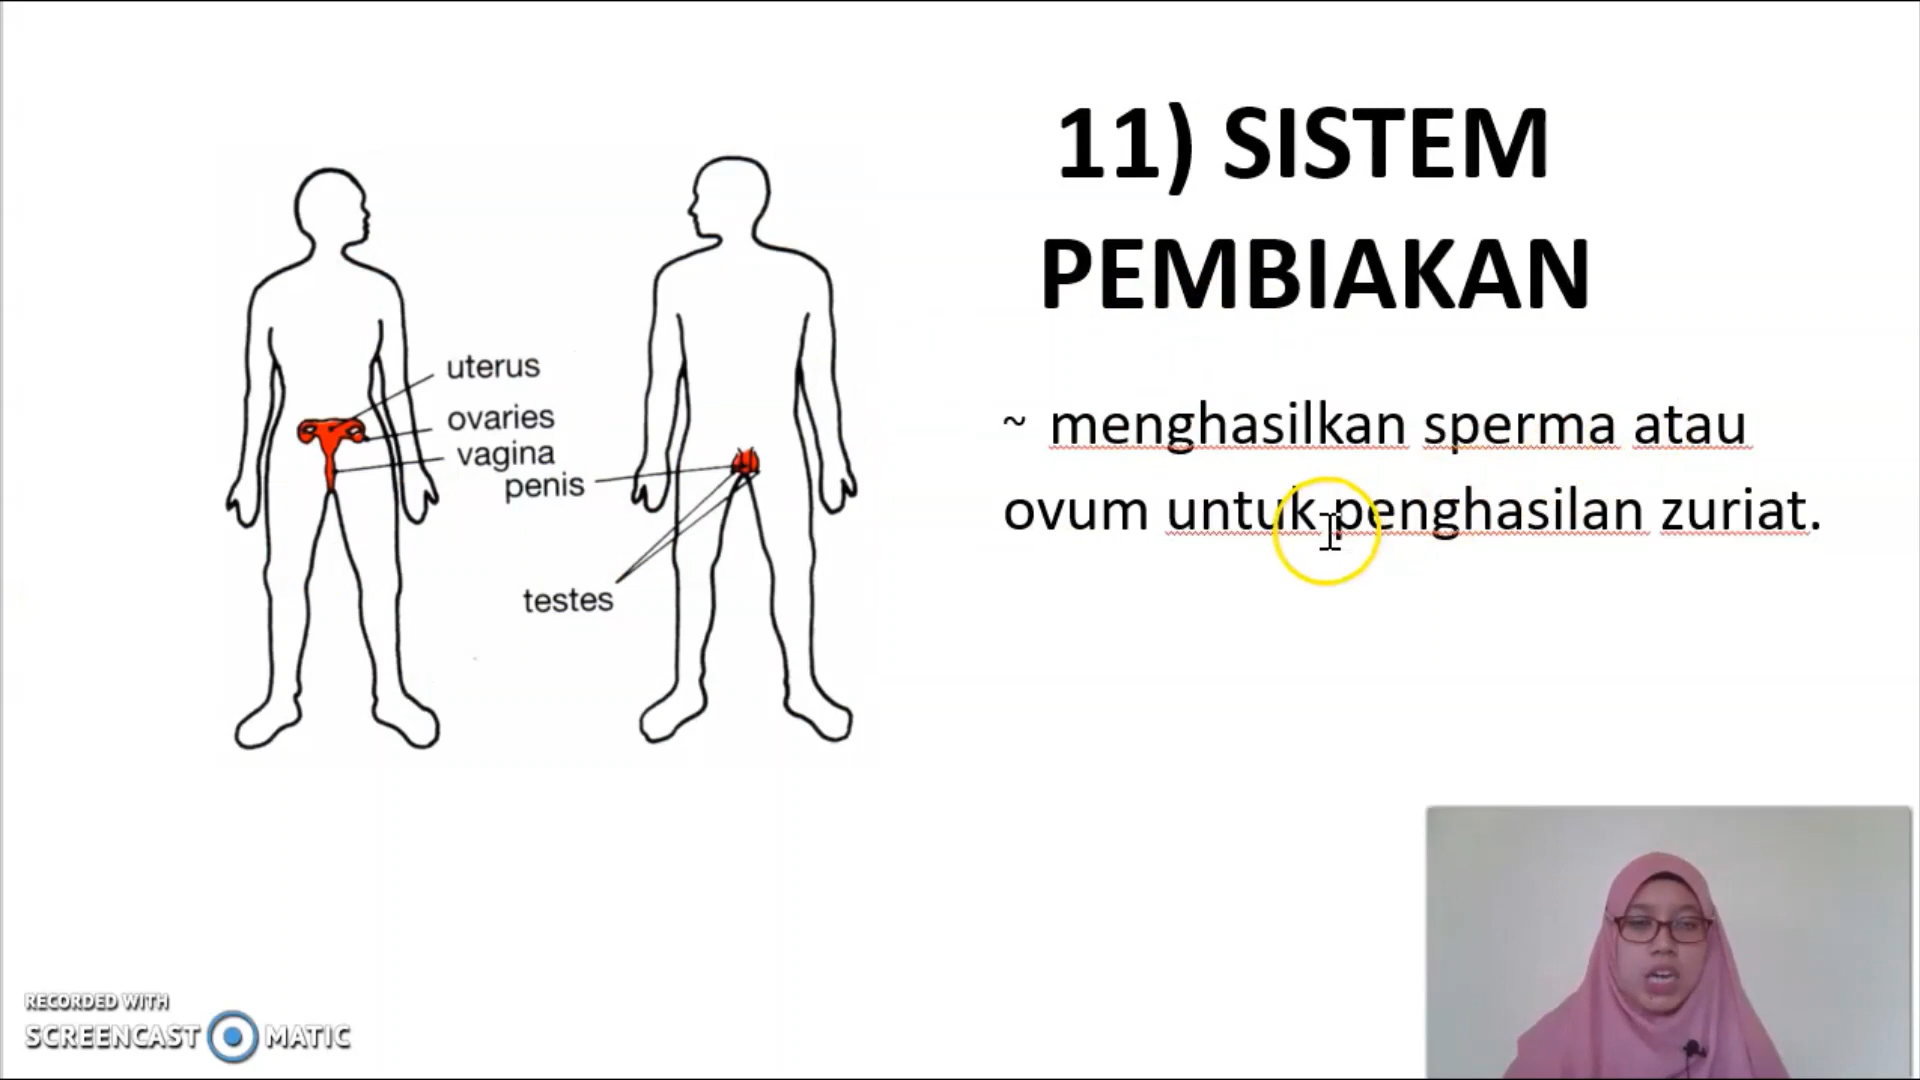 11) SISTEM
PEMBIAKAN
~ menghasilkan sperma atau
ovum untuk penghasilan zuriat.
uterus
ovaries
vagina
penis
testes
RECORDED WITH
SCREENCAST MATIC